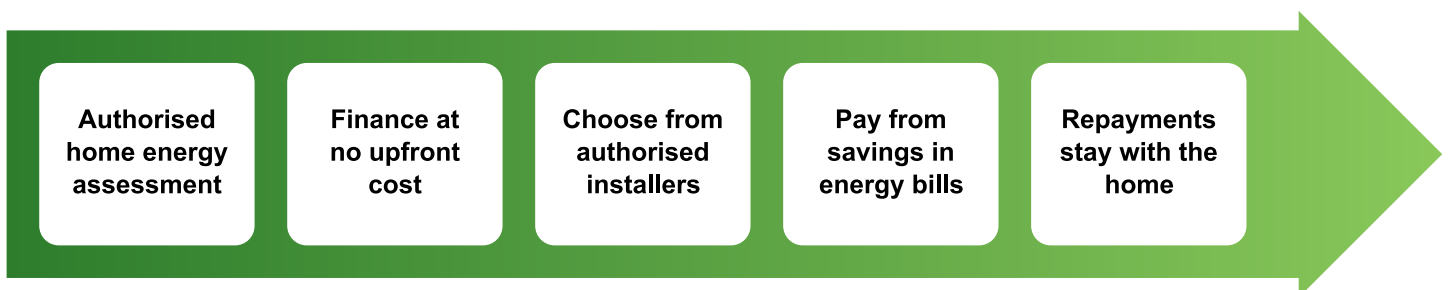 Authorised
home energy
assessment
Finance at
no upfront
cost
Choose from
authorised
installers
Pay from
savings in
energy bills
Repayments
stay with the
home